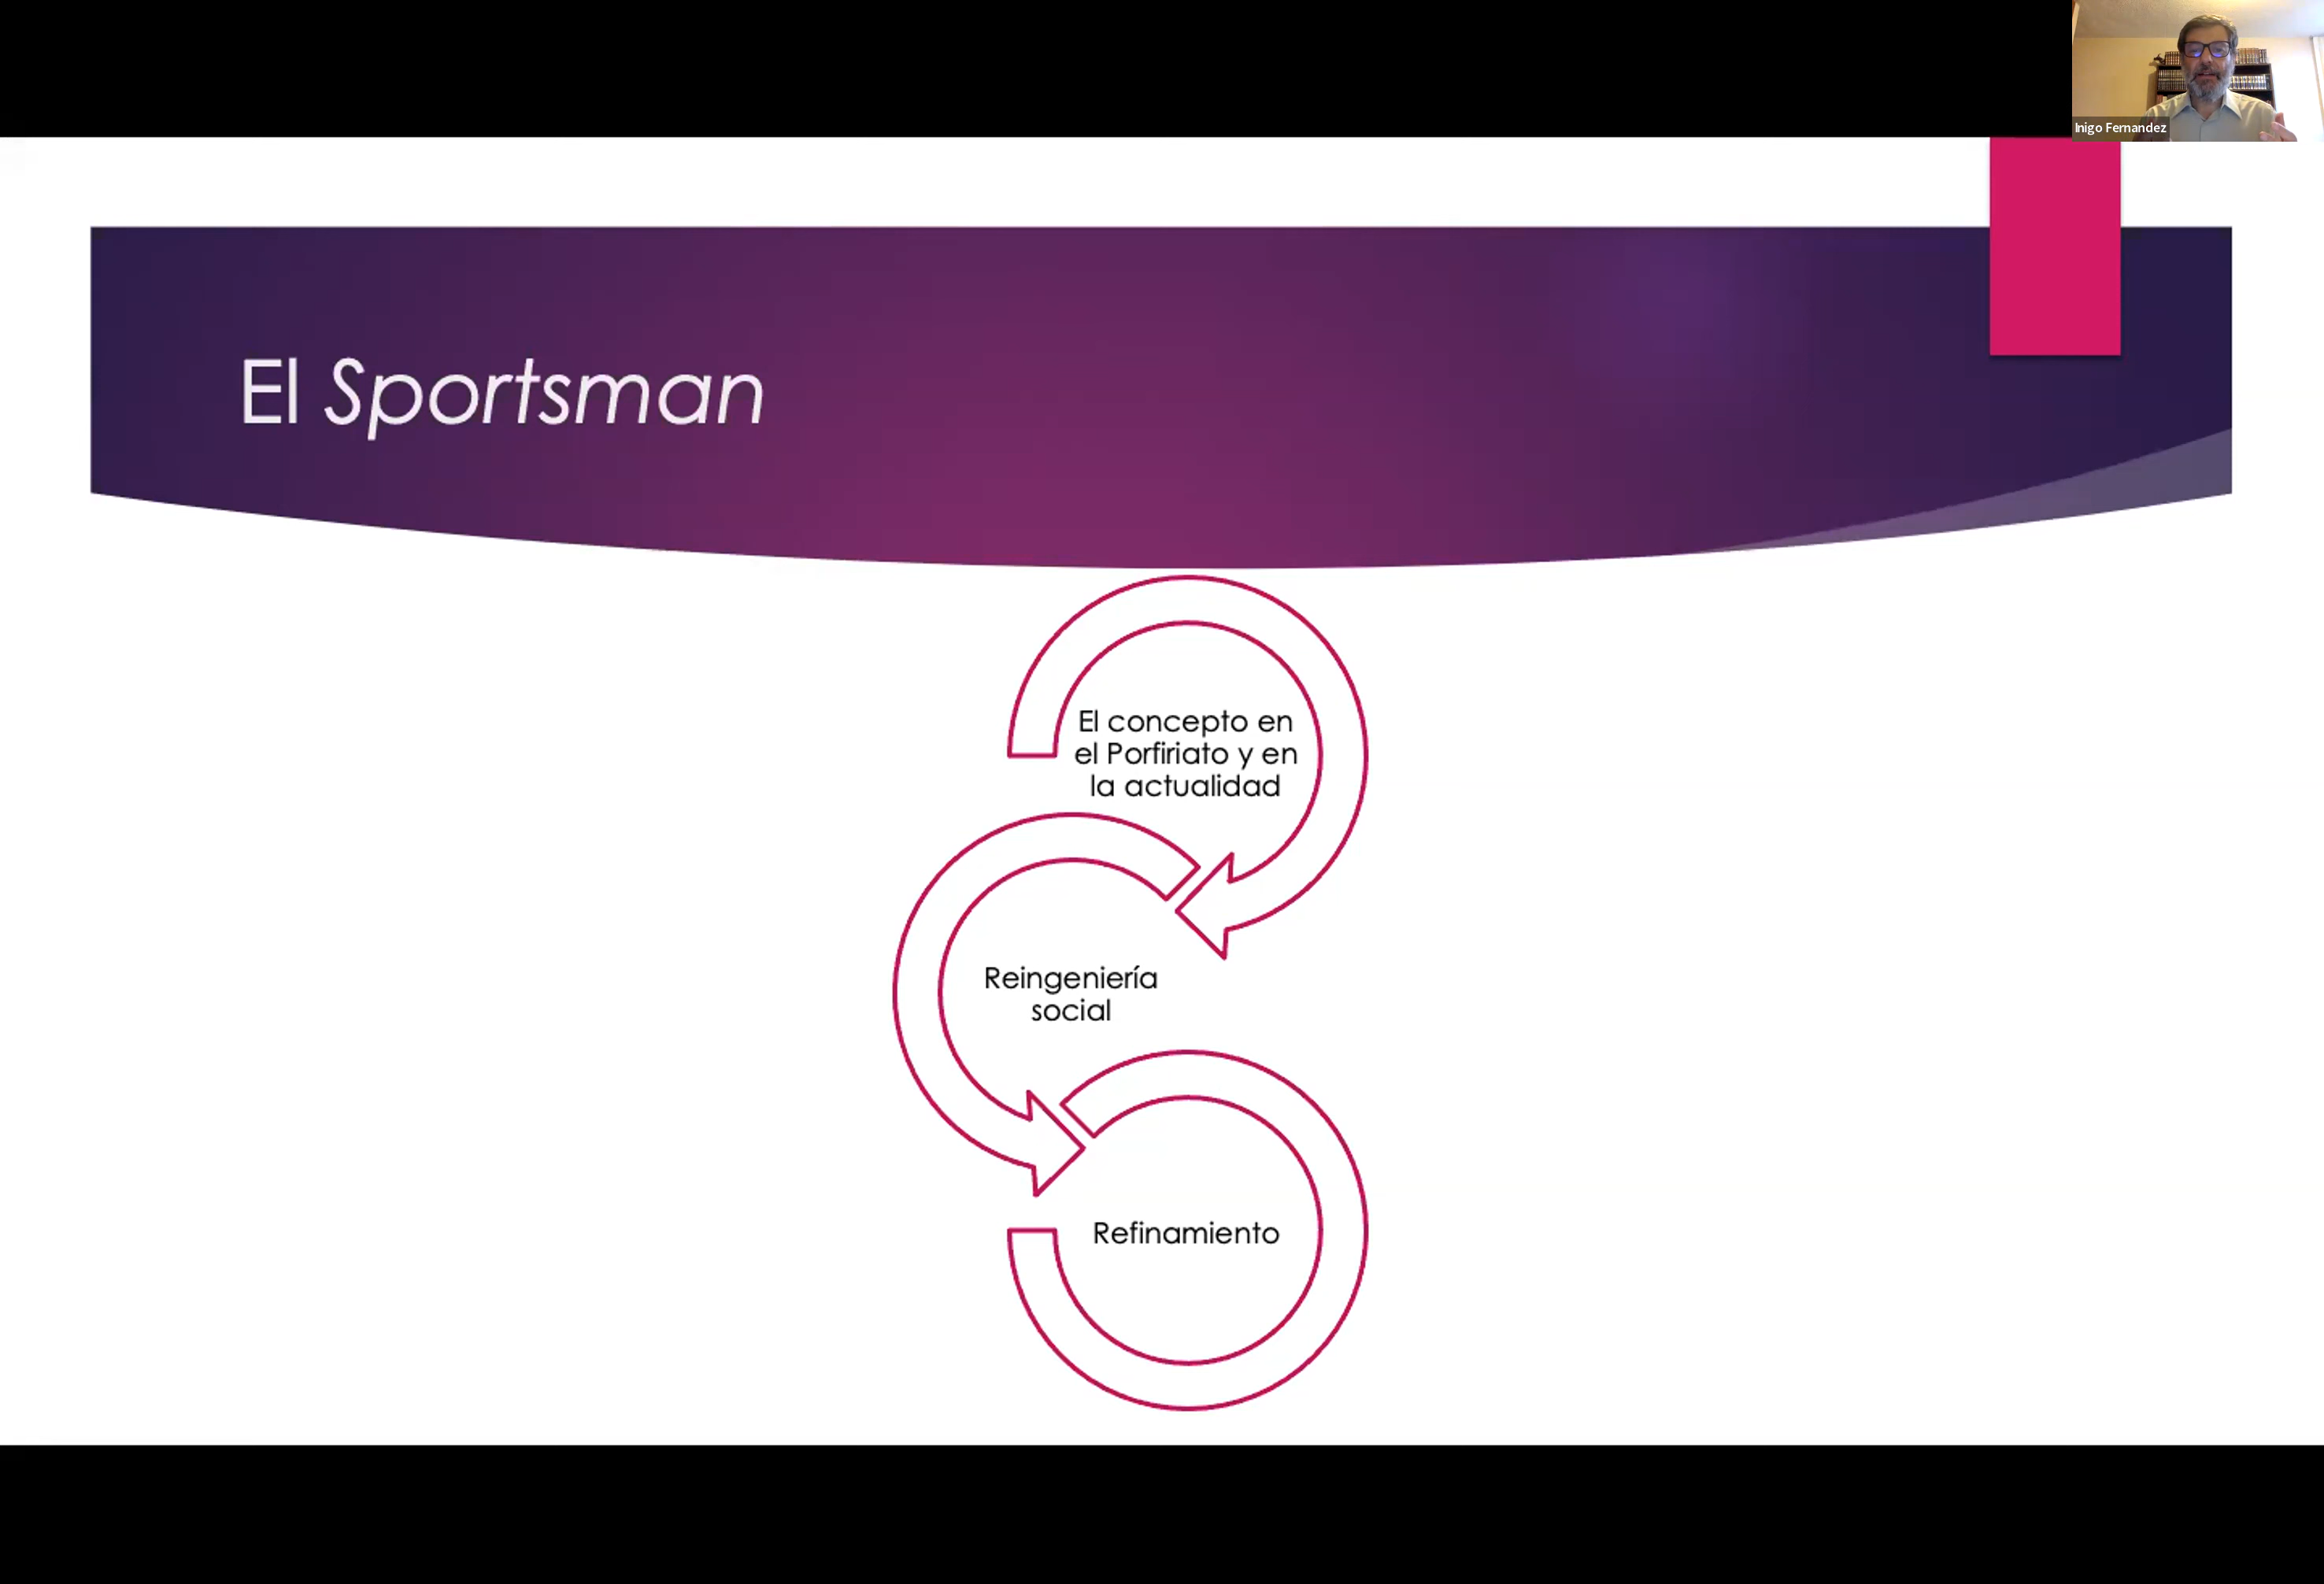 Inigo Fernandez
El Sportsman
El concepto en
el Porfiriato y en
la actualidad
Reingeniería
social
Refinamiento